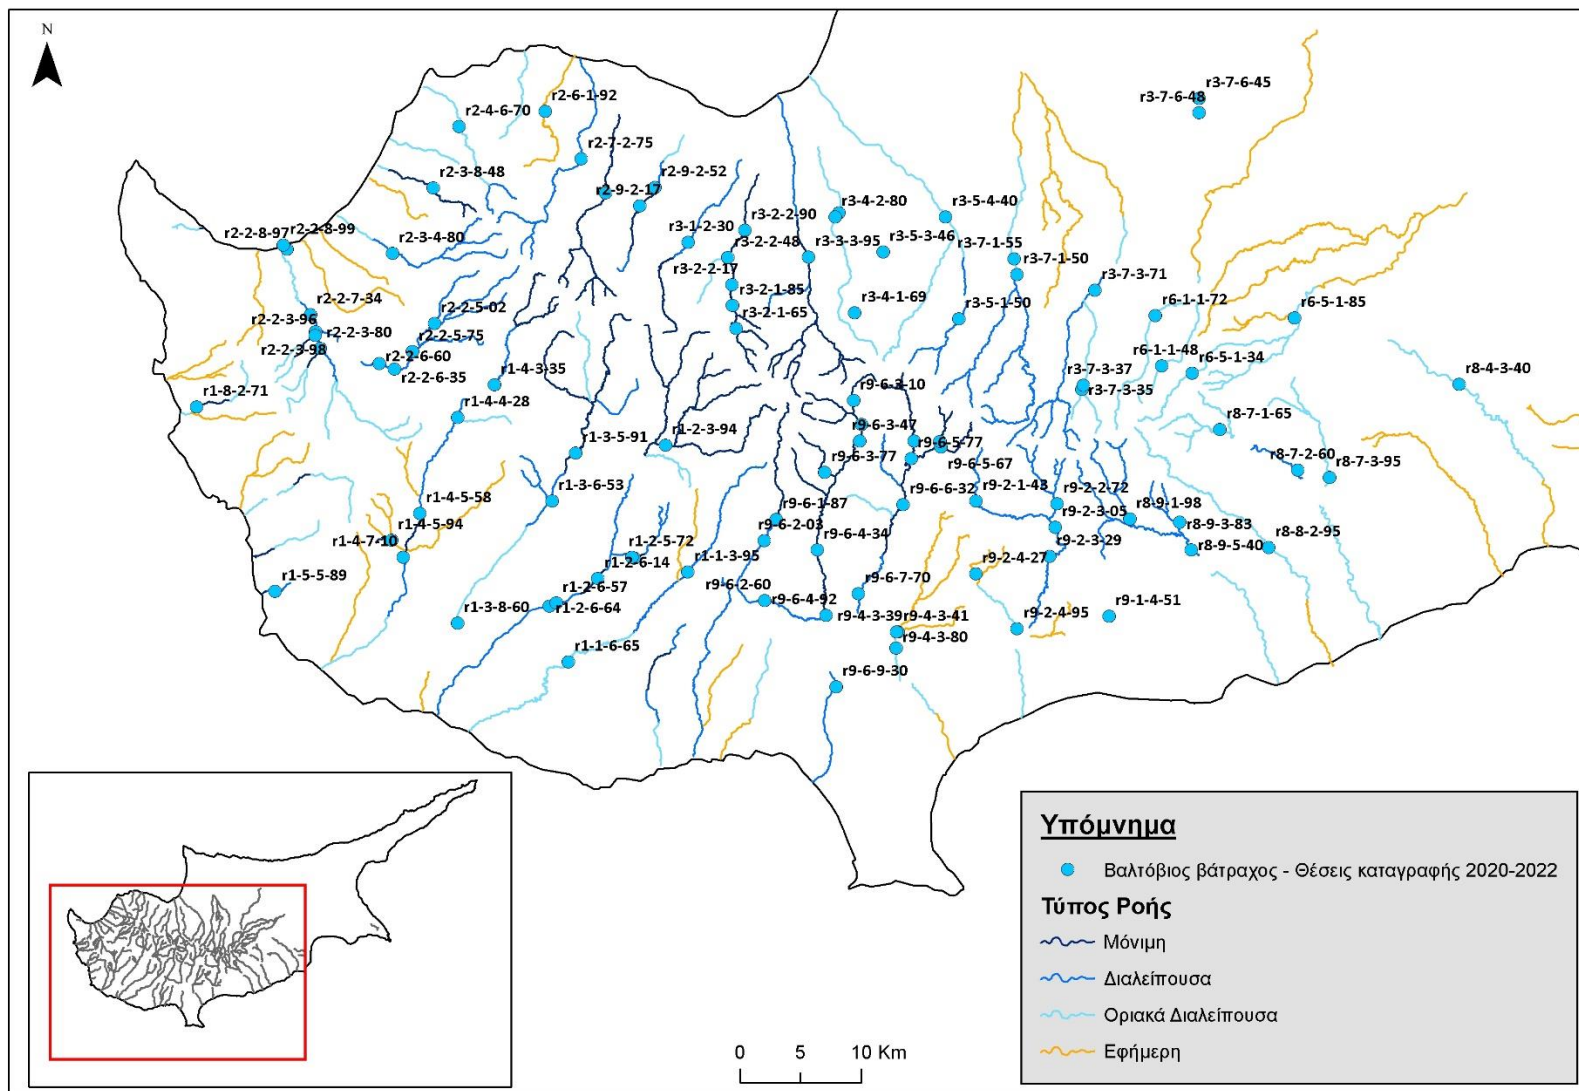 N
r3-7-6-45
r3-7-6-48
r2-6-1-92
r2-4-6-70
r2-7-2-75
r2-3-8-48
r2-9-2-52
r2-9-2-17
r3-4-2-80
r3-5-4-40
r3-2-2-90
r3-1-2-30
r2-2-8-97
r2-2-8-99
r2-3-4-80
r3-2-2-48
r3-3-3-95
r3-5-3-46
r3-7-1-55
r3-2-2-17
r3-7-1-50
r3-7-3-71
r3-2-1-85
r2-2-7-34
r2-2-5-02
r3-4-1-69
r3-5-1-50
r6-1-1-72
r6-5-1-85
r3-2-1-65
r2-2-3-96
r2-2-3-80
r2-2-5-75
r2-2-3-98
r2-2-6-60
r2-2-6-35
r1-4-3-35
r6-1-1-48
r6-5-1-34
r8-4-3-40
r3-7-3-37
r3-7-3-35
r1-8-2-71
r9-6-3-10
r1-4-4-28
r8-7-1-65
r9-6-3-47
r1-2-3-94
r9-6-5-77
r1-3-5-91
r9-6-3-77
r9-6-5-67
r8-7-2-60
r8-7-3-95
r1-3-6-53
r9-6-6-32
r9-2-1-43
r9-2-2-72
r1-4-5-58
r9-6-1-87
r9-2-3-05
r8-9-1-98
r1-4-5-94
r9-6-2-03
r9-6-4-34
r8-9-3-83
r8-8-2-95
r1-4-7-10
r1-2-5-72
r1-1-3-95
r9-2-3-29
r8-9-5-40
r1-2-6-14
r9-2-4-27
r1-5-5-89
r1-2-6-57
r9-6-2-60
r9-6-7-70
r1-3-8-60
r1-2-6-64
r9-6-4-92
r9-4-3-39
r9-4-3-41
r9-2-4-95
r9-1-4-51
r9-4-3-80
r1-1-6-65
r9-6-9-30
Υπόμνημα
Βαλτόβιος βάτραχος - Θέσεις καταγραφής 2020-2022
Τύπος Ροής
Μόνιμη
Διαλείπουσα
Οριακά Διαλείπουσα
Εφήμερη
0 5 10 Km